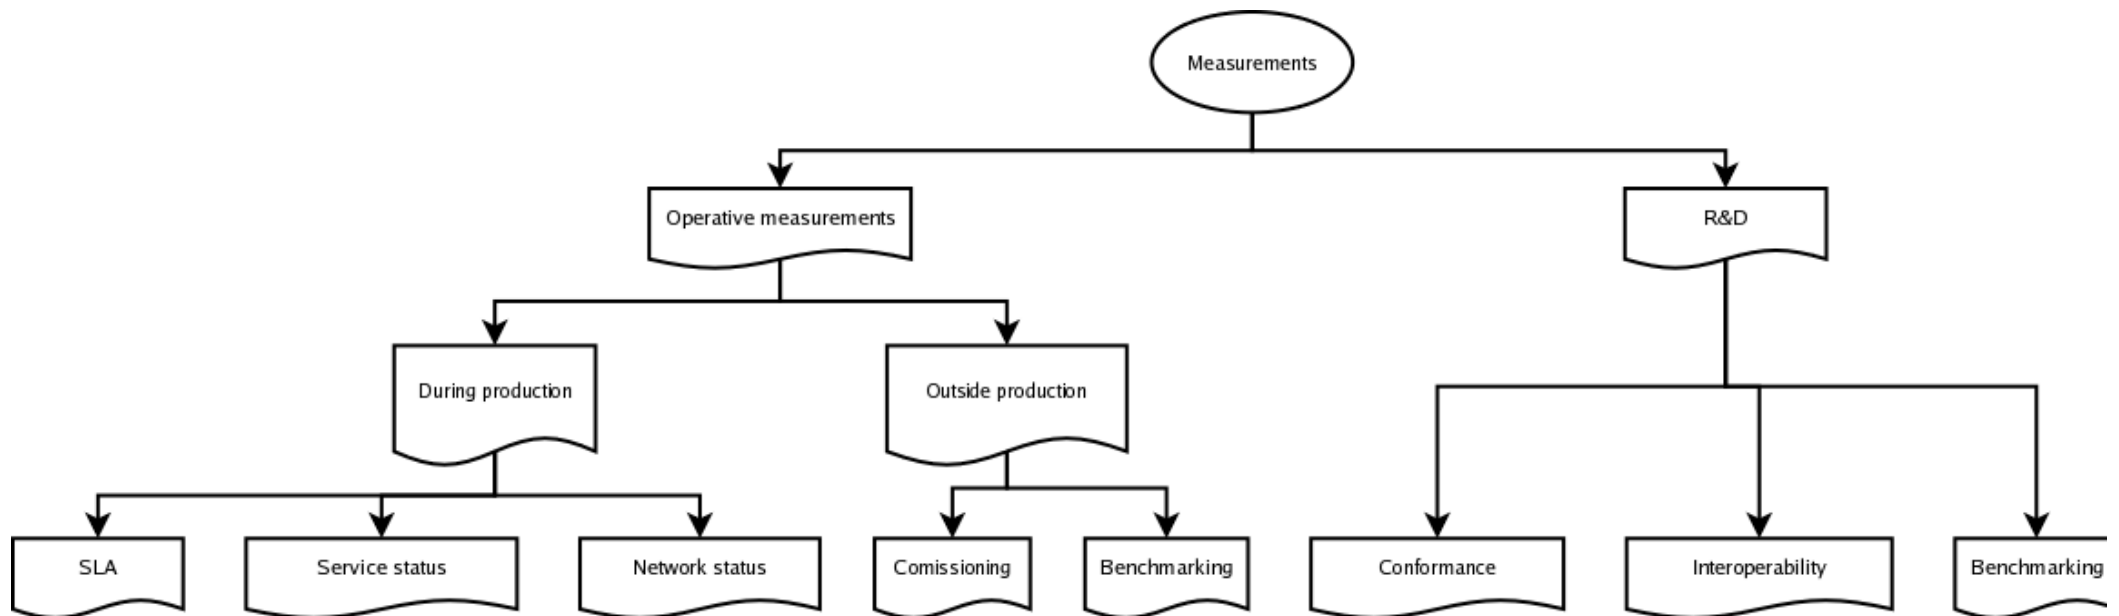 Measurements
Operative measurements
R&D
During production
Outside production
SLA
Service status
Network status
Comissioning
Benchmarking
Conformance
Interoperability
Benchmarking